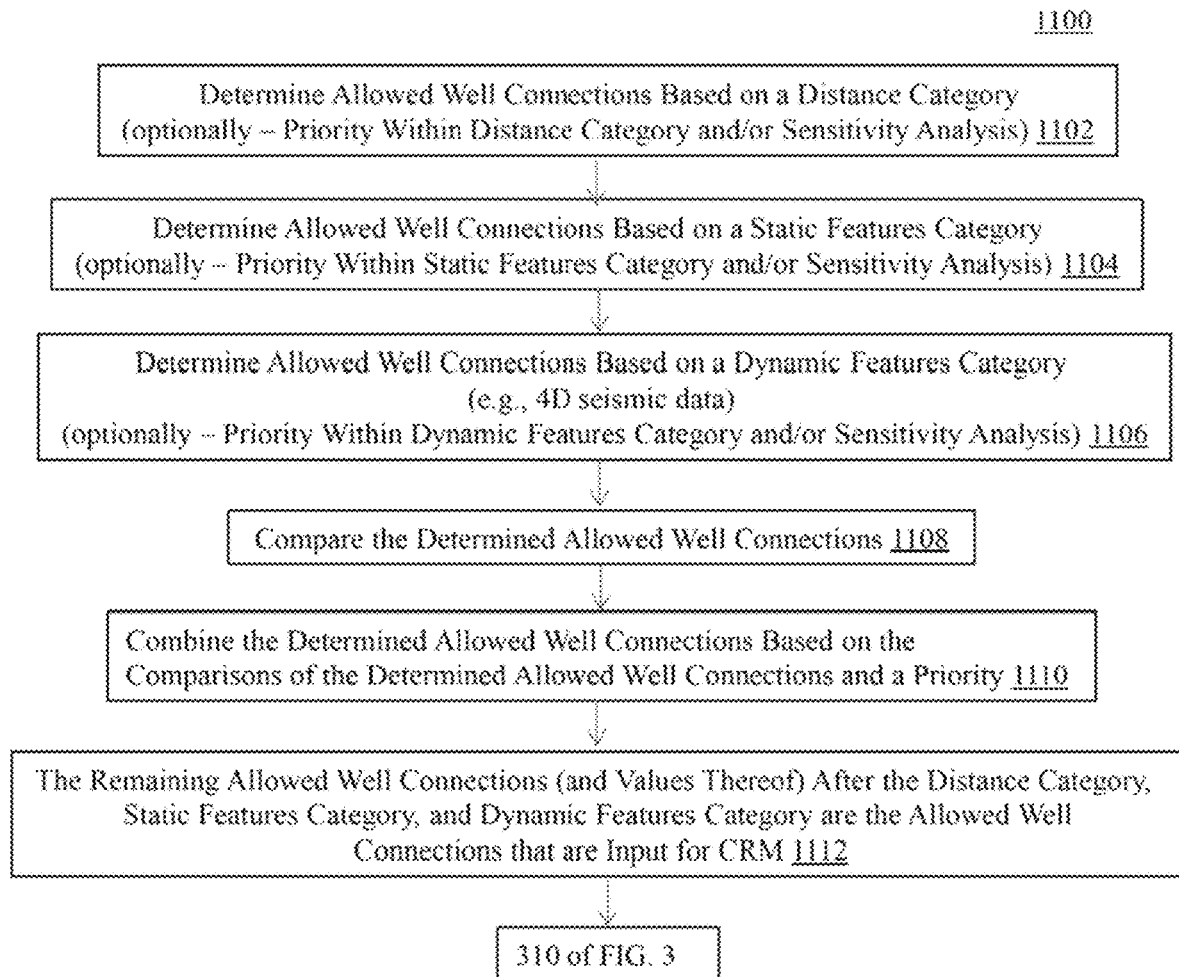 1100
Determine Allowed Well Connections Based on a Distance Category
(optionally – Priority Within Distance Category and/or Sensitivity Analysis) 1102
Determine Allowed Well Connections Based on a Static Features Category
(optionally – Priority Within Static Features Category and/or Sensitivity Analysis) 1104
Determine Allowed Well Connections Based on a Dynamic Features Category
(e.g., 4D seismic data)
(optionally – Priority Within Dynamic Features Category and/or Sensitivity Analysis) 1106
Compare the Determined Allowed Well Connections 1108
Combine the Determined Allowed Well Connections Based on the
Comparisons of the Determined Allowed Well Connections and a Priority 1110
The Remaining Allowed Well Connections (and Values Thereof) After the Distance Category,
Static Features Category, and Dynamic Features Category are the Allowed Well
Connections that are Input for CRM 1112
310 of FIG. 3